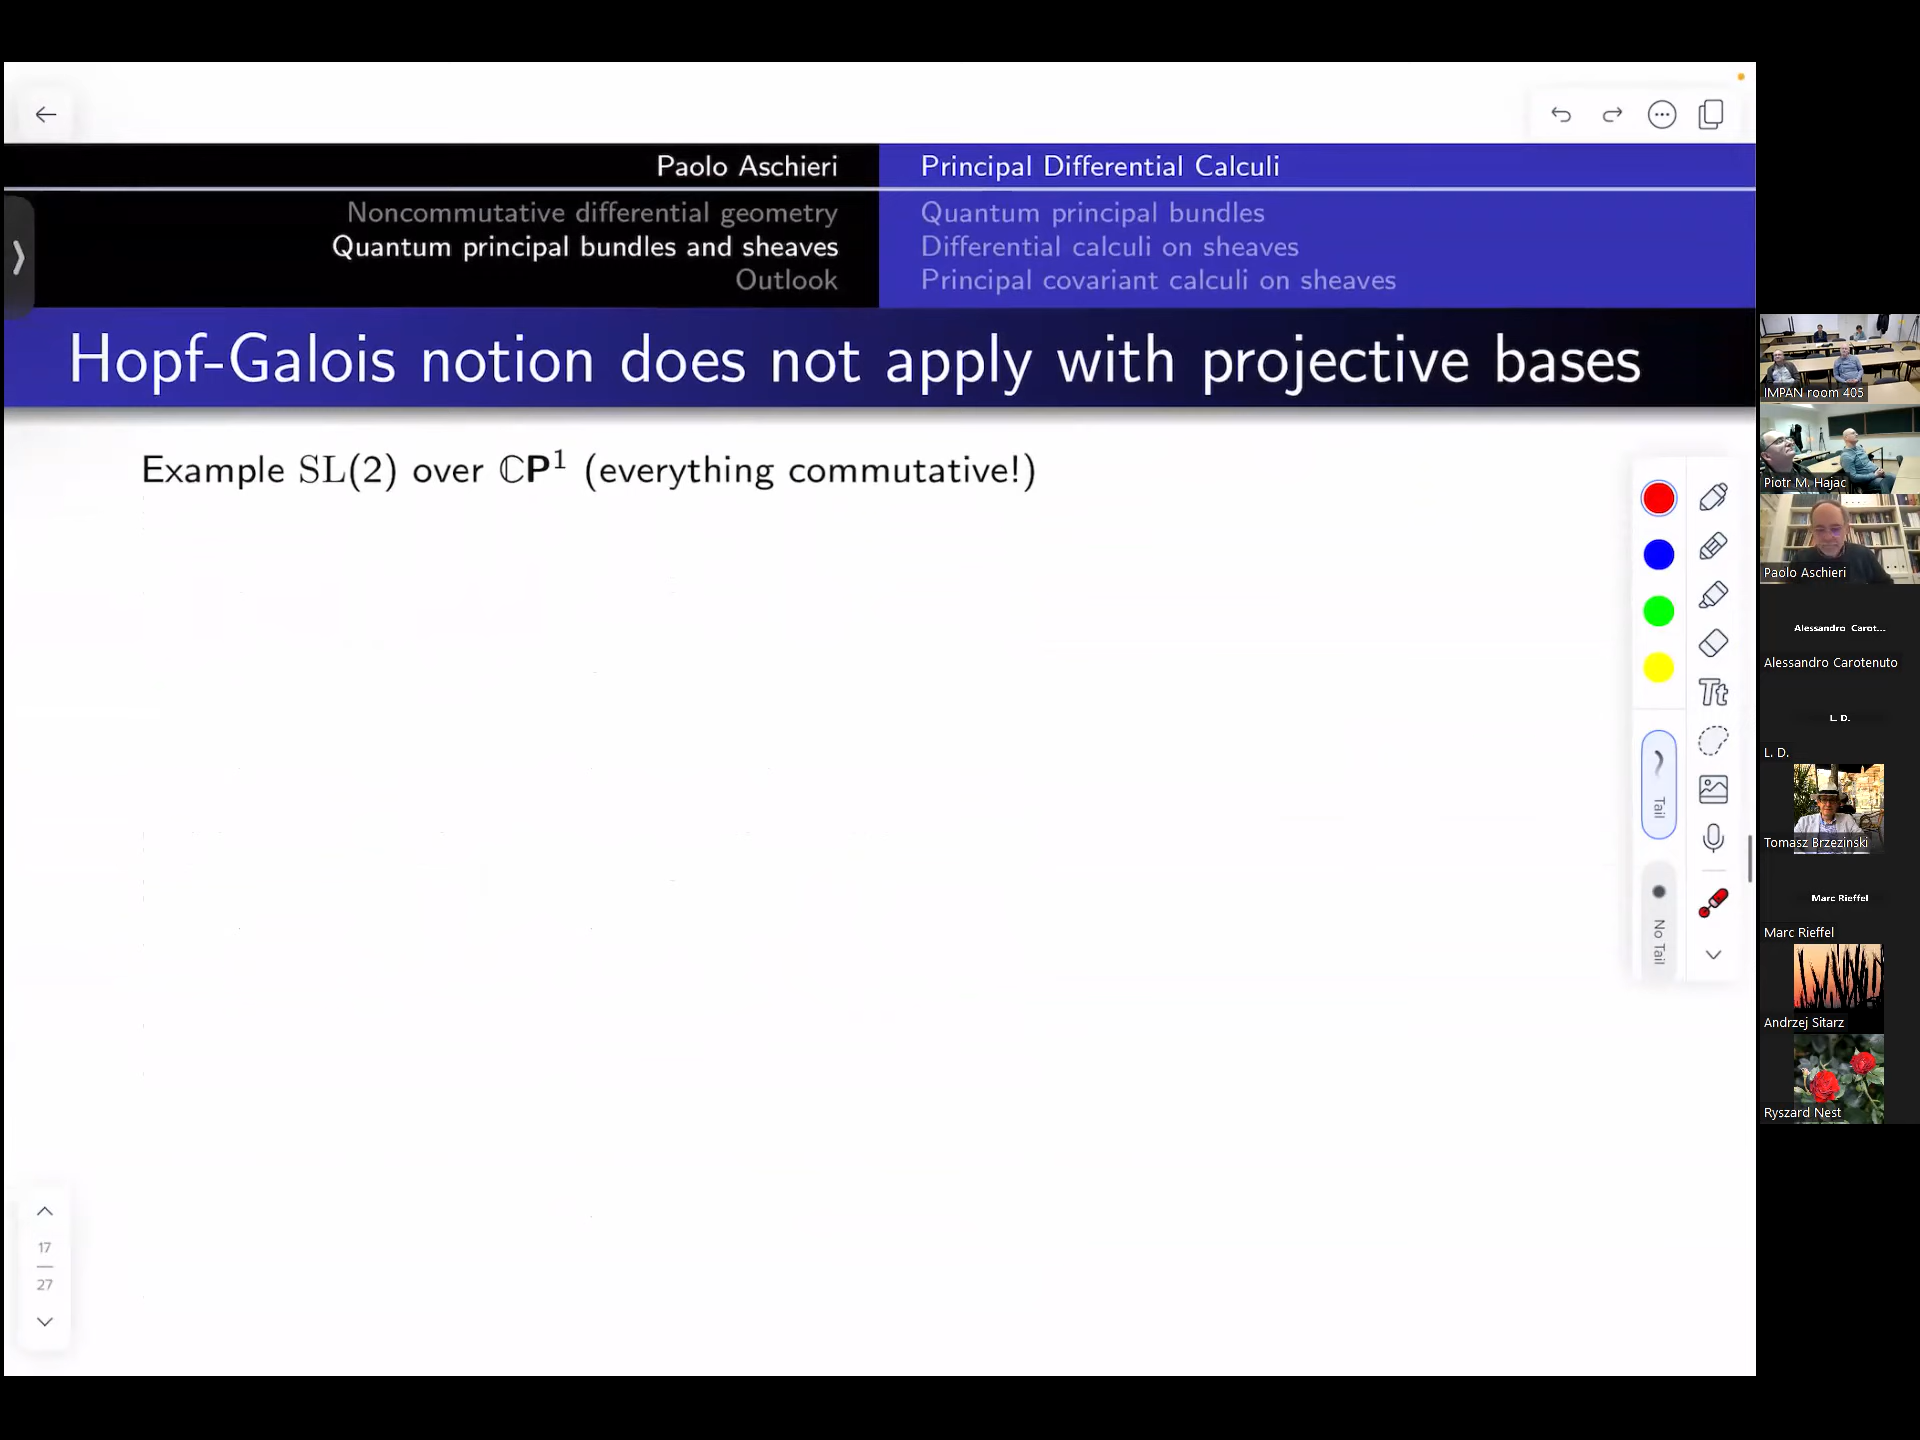 Paolo Aschieri
Principal Differential Calculi
Noncommutative differential geometry
Quantum principal bundles and sheaves
Outlook
Quantum principal bundles
Differential calculi on sheaves
Principal covariant calculi on sheaves
Hopf-Galois notion does not apply with projective bases
Example SL(2) over ℂP¹ (everything commutative!)
Tt
Tail
No Tail
17
27
IMPAN room 405
Piotr M. Hajac
Paolo Aschieri
Alessandro Carot...
Alessandro Carotenuto
L. D.
L. D.
Tomasz Brzezinski
Marc Rieffel
Marc Rieffel
Andrzej Sitarz
Ryszard Nest